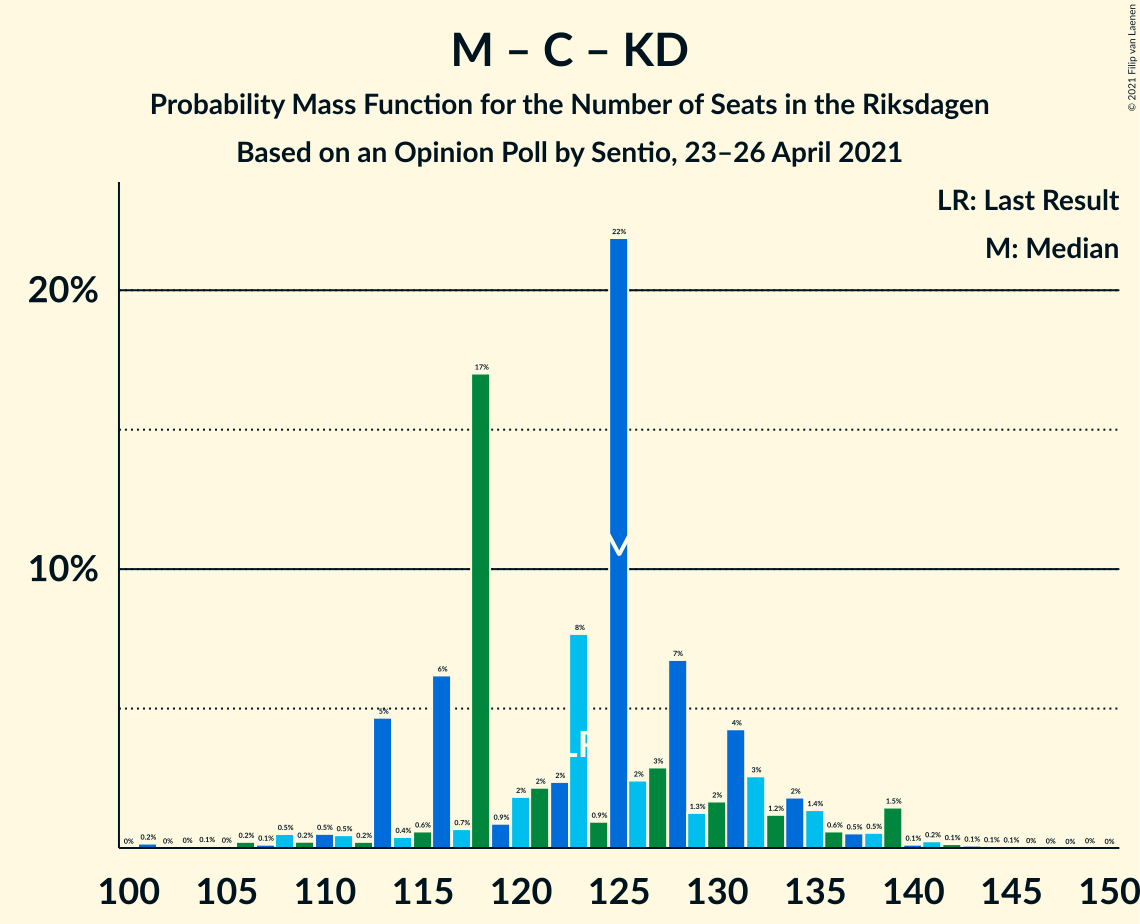 M – C – KD
Probability Mass Function for the Number of Seats in the Riksdagen
Based on an Opinion Poll by Sentio, 23–26 April 2021
© 2021 Filip van Laenen
LR: Last Result
M: Median
20%
10%
0% 0.2% 0% 0% 0.1% 0% 0.2% 0.1% 0.5% 0.2% 0.5% 0.5% 0.2% 5% 0.4% 0.6% 6% 0.7% 17% 0.9% 2% 2% 2% 8% 0.9% 22% 2% 3% 7% 1.3% 2% 4% 3% 1.2% 2% 1.4% 0.6% 0.5% 0.5% 1.5% 0.1% 0.2% 0.1% 0.1% 0.1% 0.1% 0% 0% 0% 0% 0%
LR
M
100 105 110 115 120 125 130 135 140 145 150